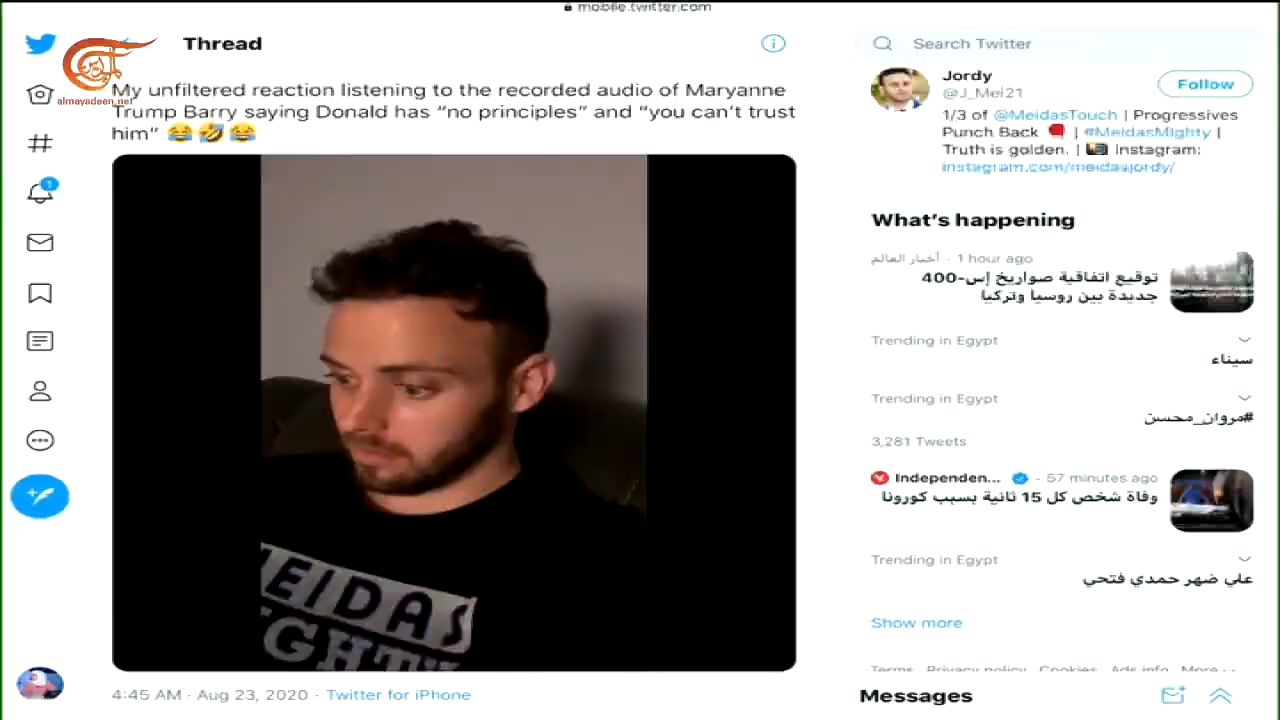 mobile.twitter.com
Thread
almayadeen.net
My unfiltered reaction listening to the recorded audio of Maryanne
Trump Barry saying Donald has “no principles” and “you can’t trust
him” 😂🤣😂
MEIDAS
MIGHTY
4:45 AM · Aug 23, 2020 · Twitter for iPhone
Search Twitter
Jordy
@J_Mei21
Follow
1/3 of @MeidasTouch | Progressives
Punch Back 🥊 | #MeidasMighty |
Truth is golden. | 📷 Instagram:
instagram.com/meidasjordy/
What’s happening
أخبار العالم · 1 hour ago
توقيع اتفاقية صواريخ إس-400
جديدة بين روسيا وتركيا
Trending in Egypt
سيناء
Trending in Egypt
#مروان_محسن
3,281 Tweets
Independen... · 57 minutes ago
وفاة شخص كل 15 ثانية بسبب كورونا
Trending in Egypt
علي ضهر حمدي فتحي
Show more
Terms Privacy policy Cookies Ads info More
Messages